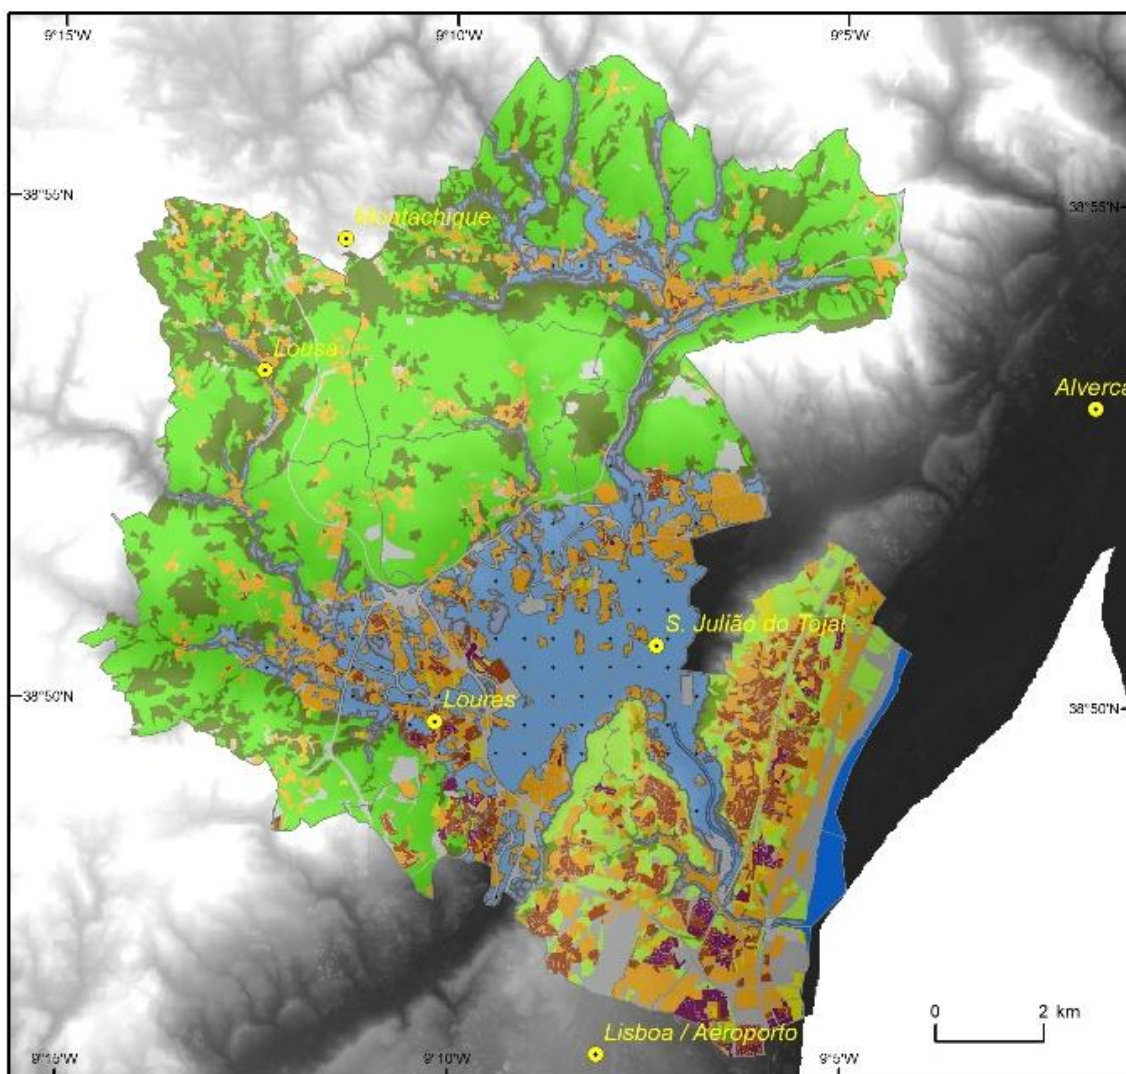 9°15'W
9°10'W
9°5'W
38°55'N
38°55'N
Montachique
Lousa
Alverca
S. Julião do Tojal
38°50'N
38°50'N
Loures
0 2 km
Lisboa / Aeroporto
9°15'W
9°10'W
9°5'W